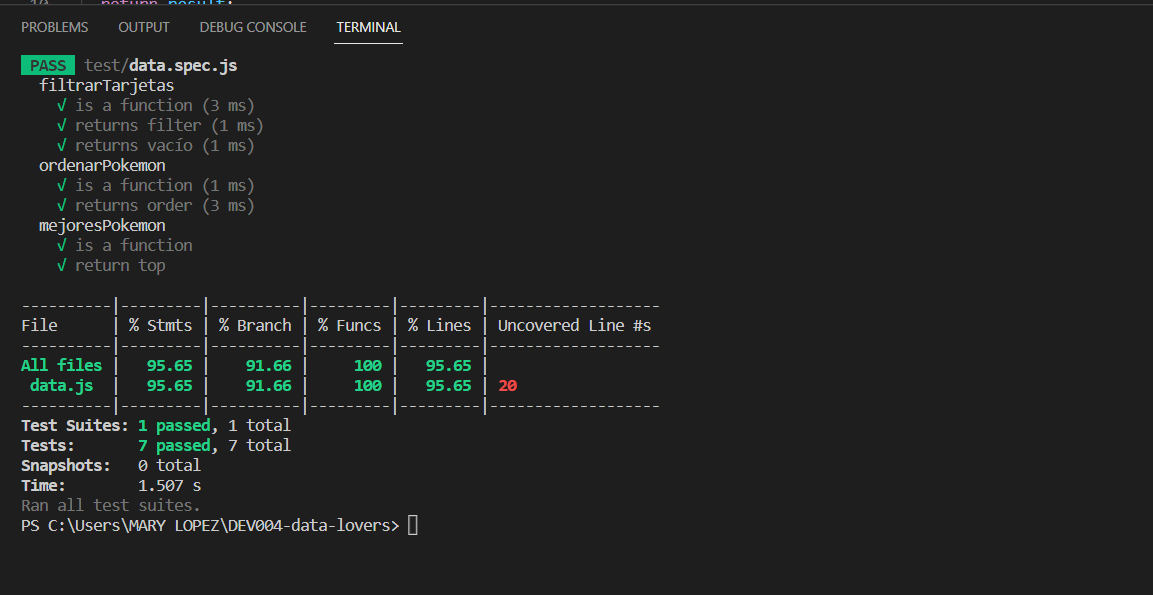 PROBLEMS OUTPUT DEBUG CONSOLE TERMINAL
PASS test/data.spec.js
filtrarTarjetas
√ is a function (3 ms)
√ returns filter (1 ms)
√ returns vacío (1 ms)
ordenarPokemon
√ is a function (1 ms)
√ returns order (3 ms)
mejoresPokemon
√ is a function
√ return top
----------|---------|----------|---------|---------|-------------------
File      | % Stmts | % Branch | % Funcs | % Lines | Uncovered Line #s
----------|---------|----------|---------|---------|-------------------
All files |   95.65 |    91.66 |     100 |   95.65 |
 data.js  |   95.65 |    91.66 |     100 |   95.65 | 20
----------|---------|----------|---------|---------|-------------------
Test Suites: 1 passed, 1 total
Tests:       7 passed, 7 total
Snapshots:   0 total
Time:        1.507 s
Ran all test suites.
PS C:\Users\MARY LOPEZ\DEV004-data-lovers>